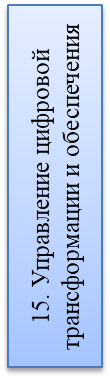 15. Управление цифровой
трансформации и обеспечения